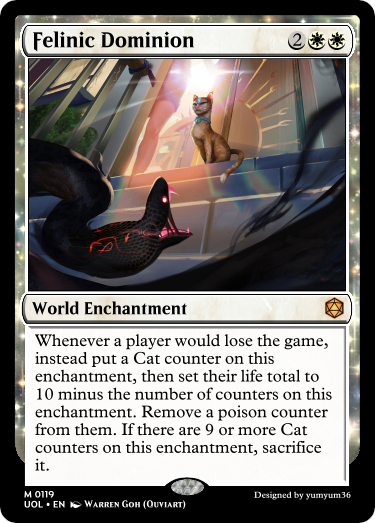 Felinic Dominion 2
World Enchantment
Whenever a player would lose the game,
instead put a Cat counter on this
enchantment, then set their life total to
10 minus the number of counters on this
enchantment. Remove a poison counter
from them. If there are 9 or more Cat
counters on this enchantment, sacrifice
it.
M 0119
UOL • EN Warren Goh (Ouviart)
Designed by yumyum36